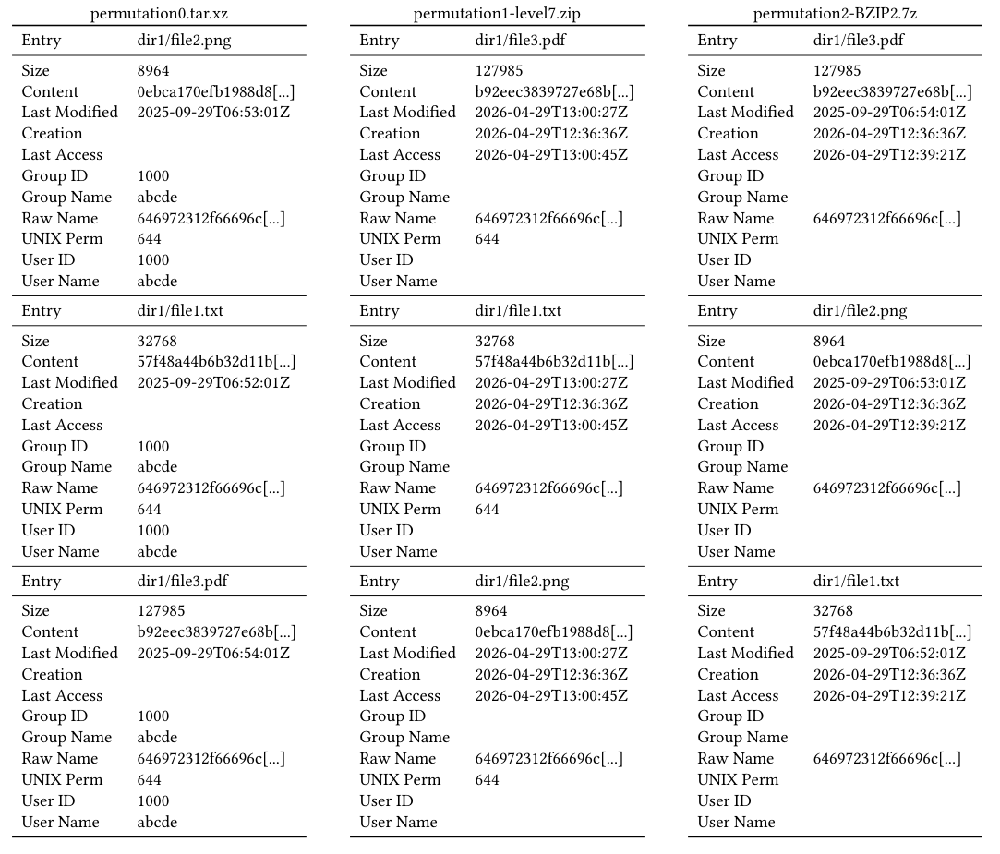 permutation0.tar.xz
Entry dir1/file2.png
Size 8964
Content 0ebca170efb1988d8[...]
Last Modified 2025-09-29T06:53:01Z
Creation
Last Access
Group ID 1000
Group Name abcde
Raw Name 646972312f66696c[...]
UNIX Perm 644
User ID 1000
User Name abcde
Entry dir1/file1.txt
Size 32768
Content 57f48a44b6b32d11b[...]
Last Modified 2025-09-29T06:52:01Z
Creation
Last Access
Group ID 1000
Group Name abcde
Raw Name 646972312f66696c[...]
UNIX Perm 644
User ID 1000
User Name abcde
Entry dir1/file3.pdf
Size 127985
Content b92eec3839727e68b[...]
Last Modified 2025-09-29T06:54:01Z
Creation
Last Access
Group ID 1000
Group Name abcde
Raw Name 646972312f66696c[...]
UNIX Perm 644
User ID 1000
User Name abcde
permutation1-level7.zip
Entry dir1/file3.pdf
Size 127985
Content b92eec3839727e68b[...]
Last Modified 2026-04-29T13:00:27Z
Creation 2026-04-29T12:36:36Z
Last Access 2026-04-29T13:00:45Z
Group ID
Group Name
Raw Name 646972312f66696c[...]
UNIX Perm 644
User ID
User Name
Entry dir1/file1.txt
Size 32768
Content 57f48a44b6b32d11b[...]
Last Modified 2026-04-29T13:00:27Z
Creation 2026-04-29T12:36:36Z
Last Access 2026-04-29T13:00:45Z
Group ID
Group Name
Raw Name 646972312f66696c[...]
UNIX Perm 644
User ID
User Name
Entry dir1/file2.png
Size 8964
Content 0ebca170efb1988d8[...]
Last Modified 2026-04-29T13:00:27Z
Creation 2026-04-29T12:36:36Z
Last Access 2026-04-29T13:00:45Z
Group ID
Group Name
Raw Name 646972312f66696c[...]
UNIX Perm 644
User ID
User Name
permutation2-BZIP2.7z
Entry dir1/file3.pdf
Size 127985
Content b92eec3839727e68b[...]
Last Modified 2025-09-29T06:54:01Z
Creation 2026-04-29T12:36:36Z
Last Access 2026-04-29T12:39:21Z
Group ID
Group Name
Raw Name 646972312f66696c[...]
UNIX Perm
User ID
User Name
Entry dir1/file2.png
Size 8964
Content 0ebca170efb1988d8[...]
Last Modified 2025-09-29T06:53:01Z
Creation 2026-04-29T12:36:36Z
Last Access 2026-04-29T12:39:21Z
Group ID
Group Name
Raw Name 646972312f66696c[...]
UNIX Perm
User ID
User Name
Entry dir1/file1.txt
Size 32768
Content 57f48a44b6b32d11b[...]
Last Modified 2025-09-29T06:52:01Z
Creation 2026-04-29T12:36:36Z
Last Access 2026-04-29T12:39:21Z
Group ID
Group Name
Raw Name 646972312f66696c[...]
UNIX Perm
User ID
User Name